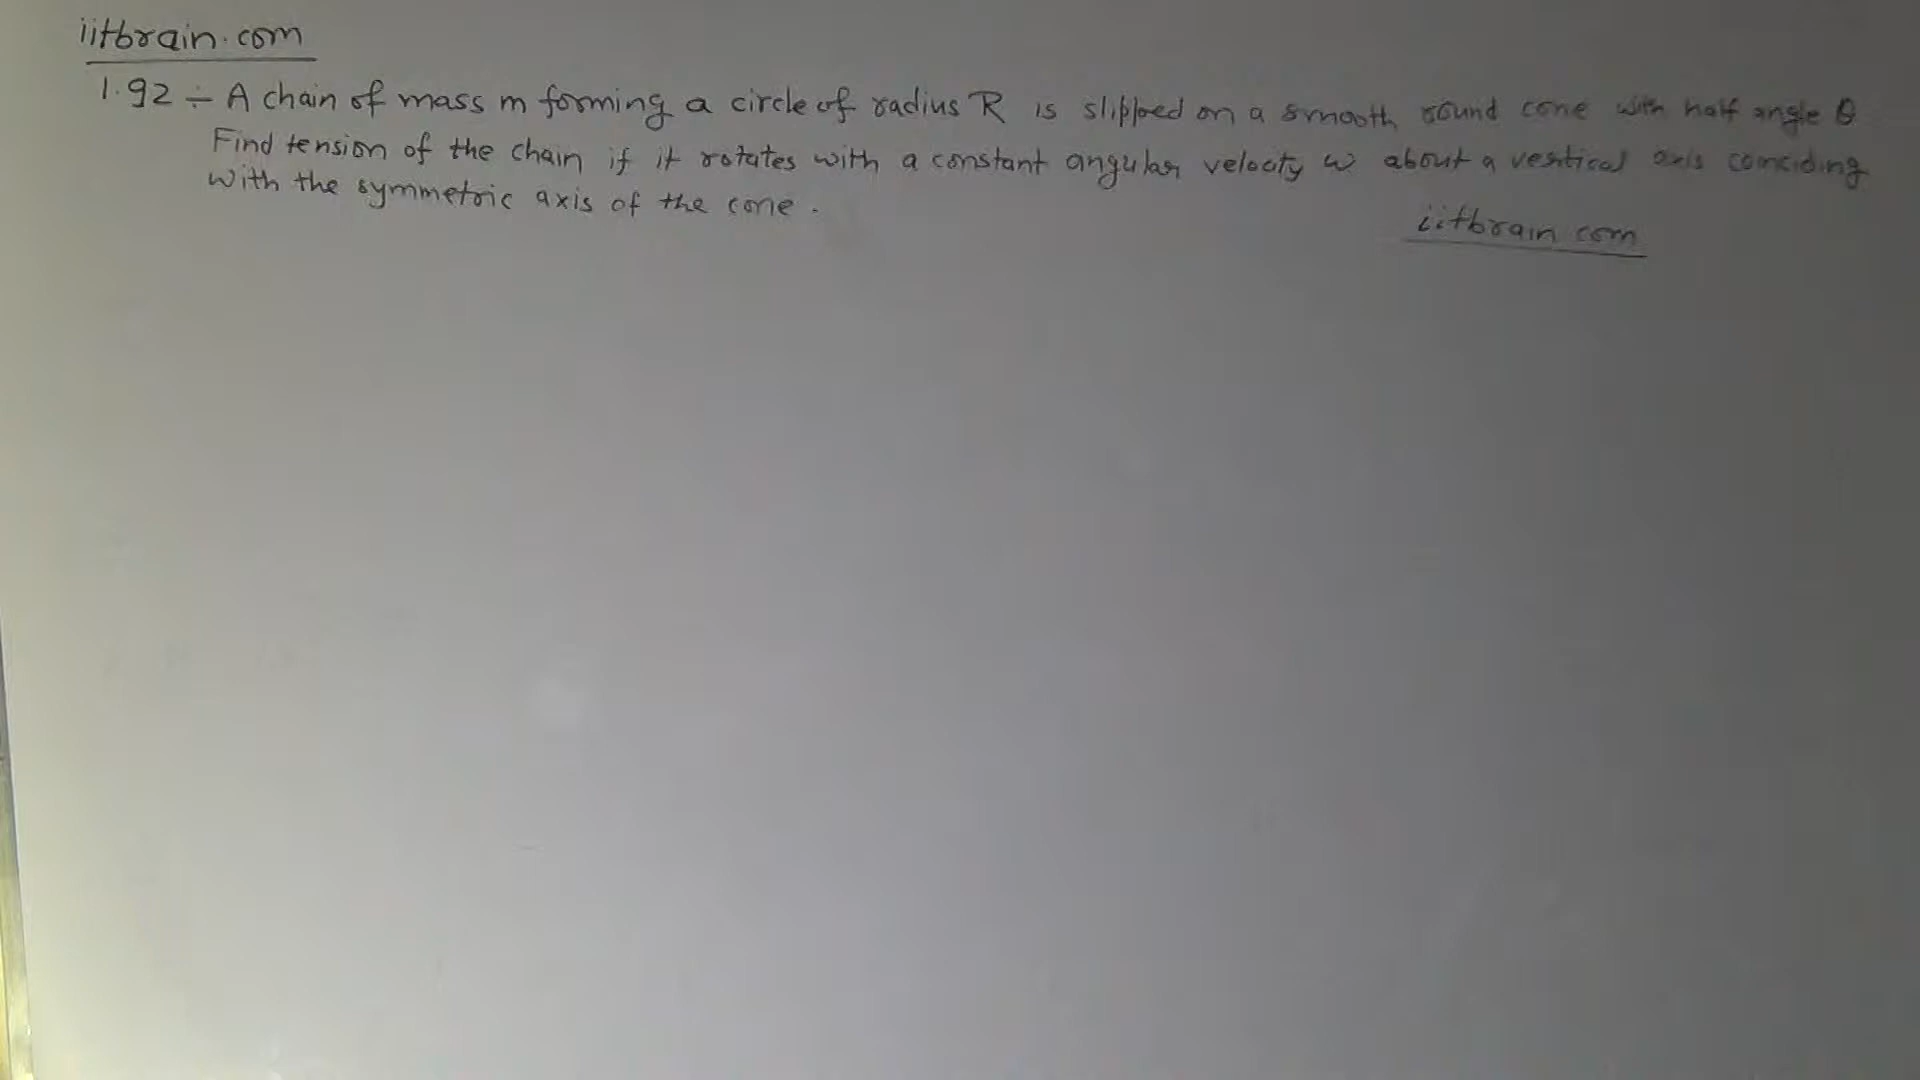 iitbrain.com
1.92 ÷ A chain of mass m forming a circle of radius R is slipped on a smooth round cone with half angle θ
Find tension of the chain if it rotates with a constant angular velocity ω about a vertical axis coinciding
with the symmetric axis of the cone.
iitbrain com